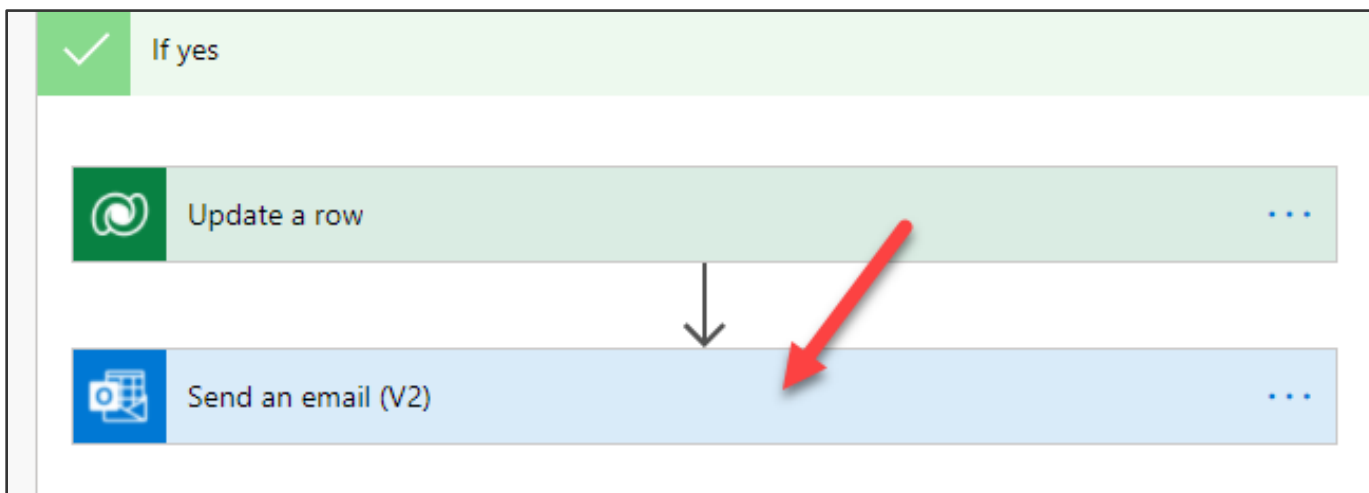 If yes
Update a row
Send an email (V2)